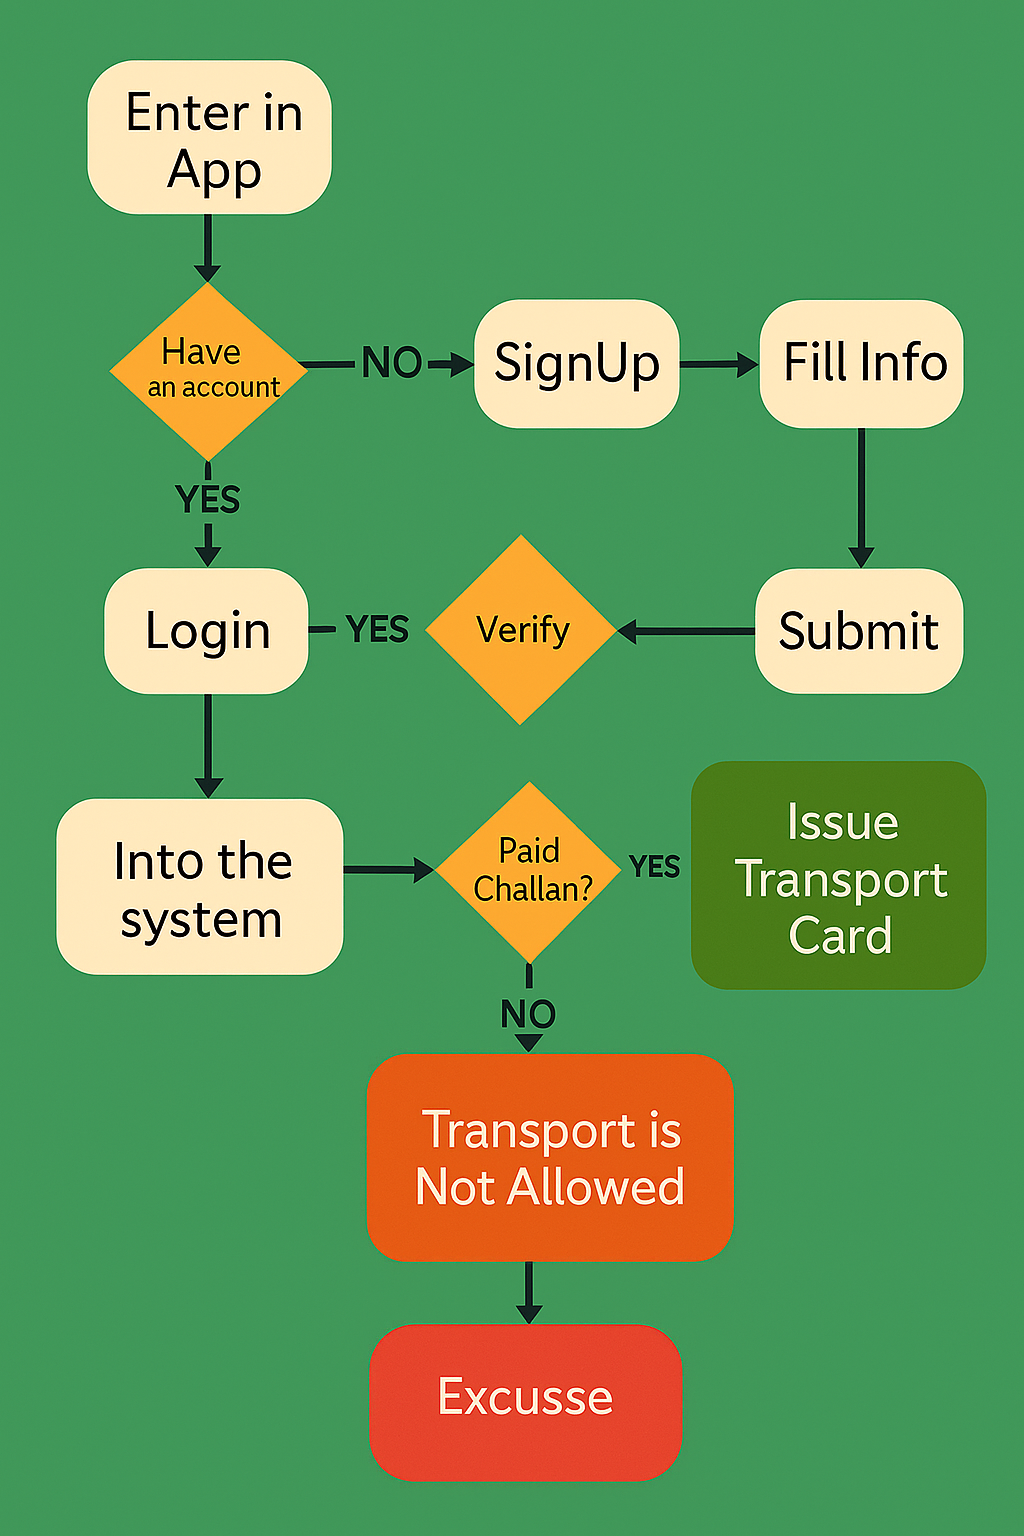 Enter in
App
Have
an account
NO
SignUp
Fill Info
YES
Login
YES
Verify
Submit
Into the
system
Paid
Challan?
YES
Issue
Transport
Card
NO
Transport is
Not Allowed
Excusse